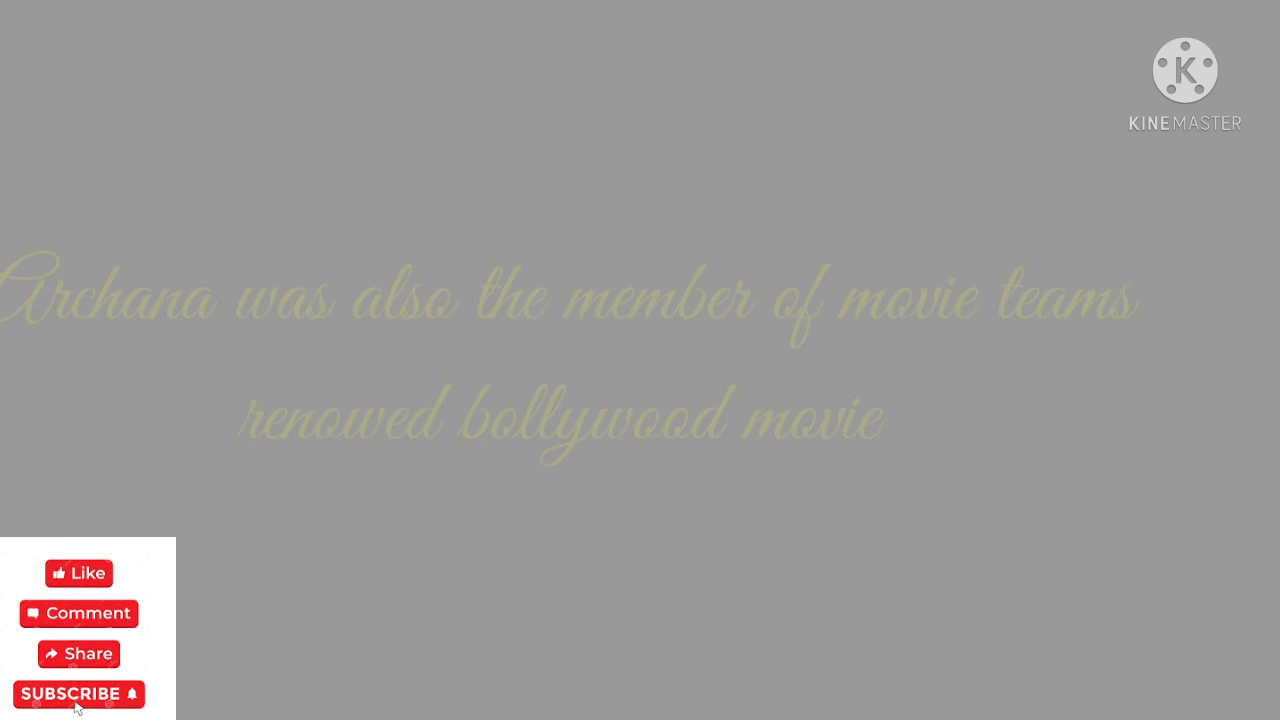 KINEMASTER
Archana was also the member of movie teams
renowed bollywood movie
Like
Comment
Share
SUBSCRIBE